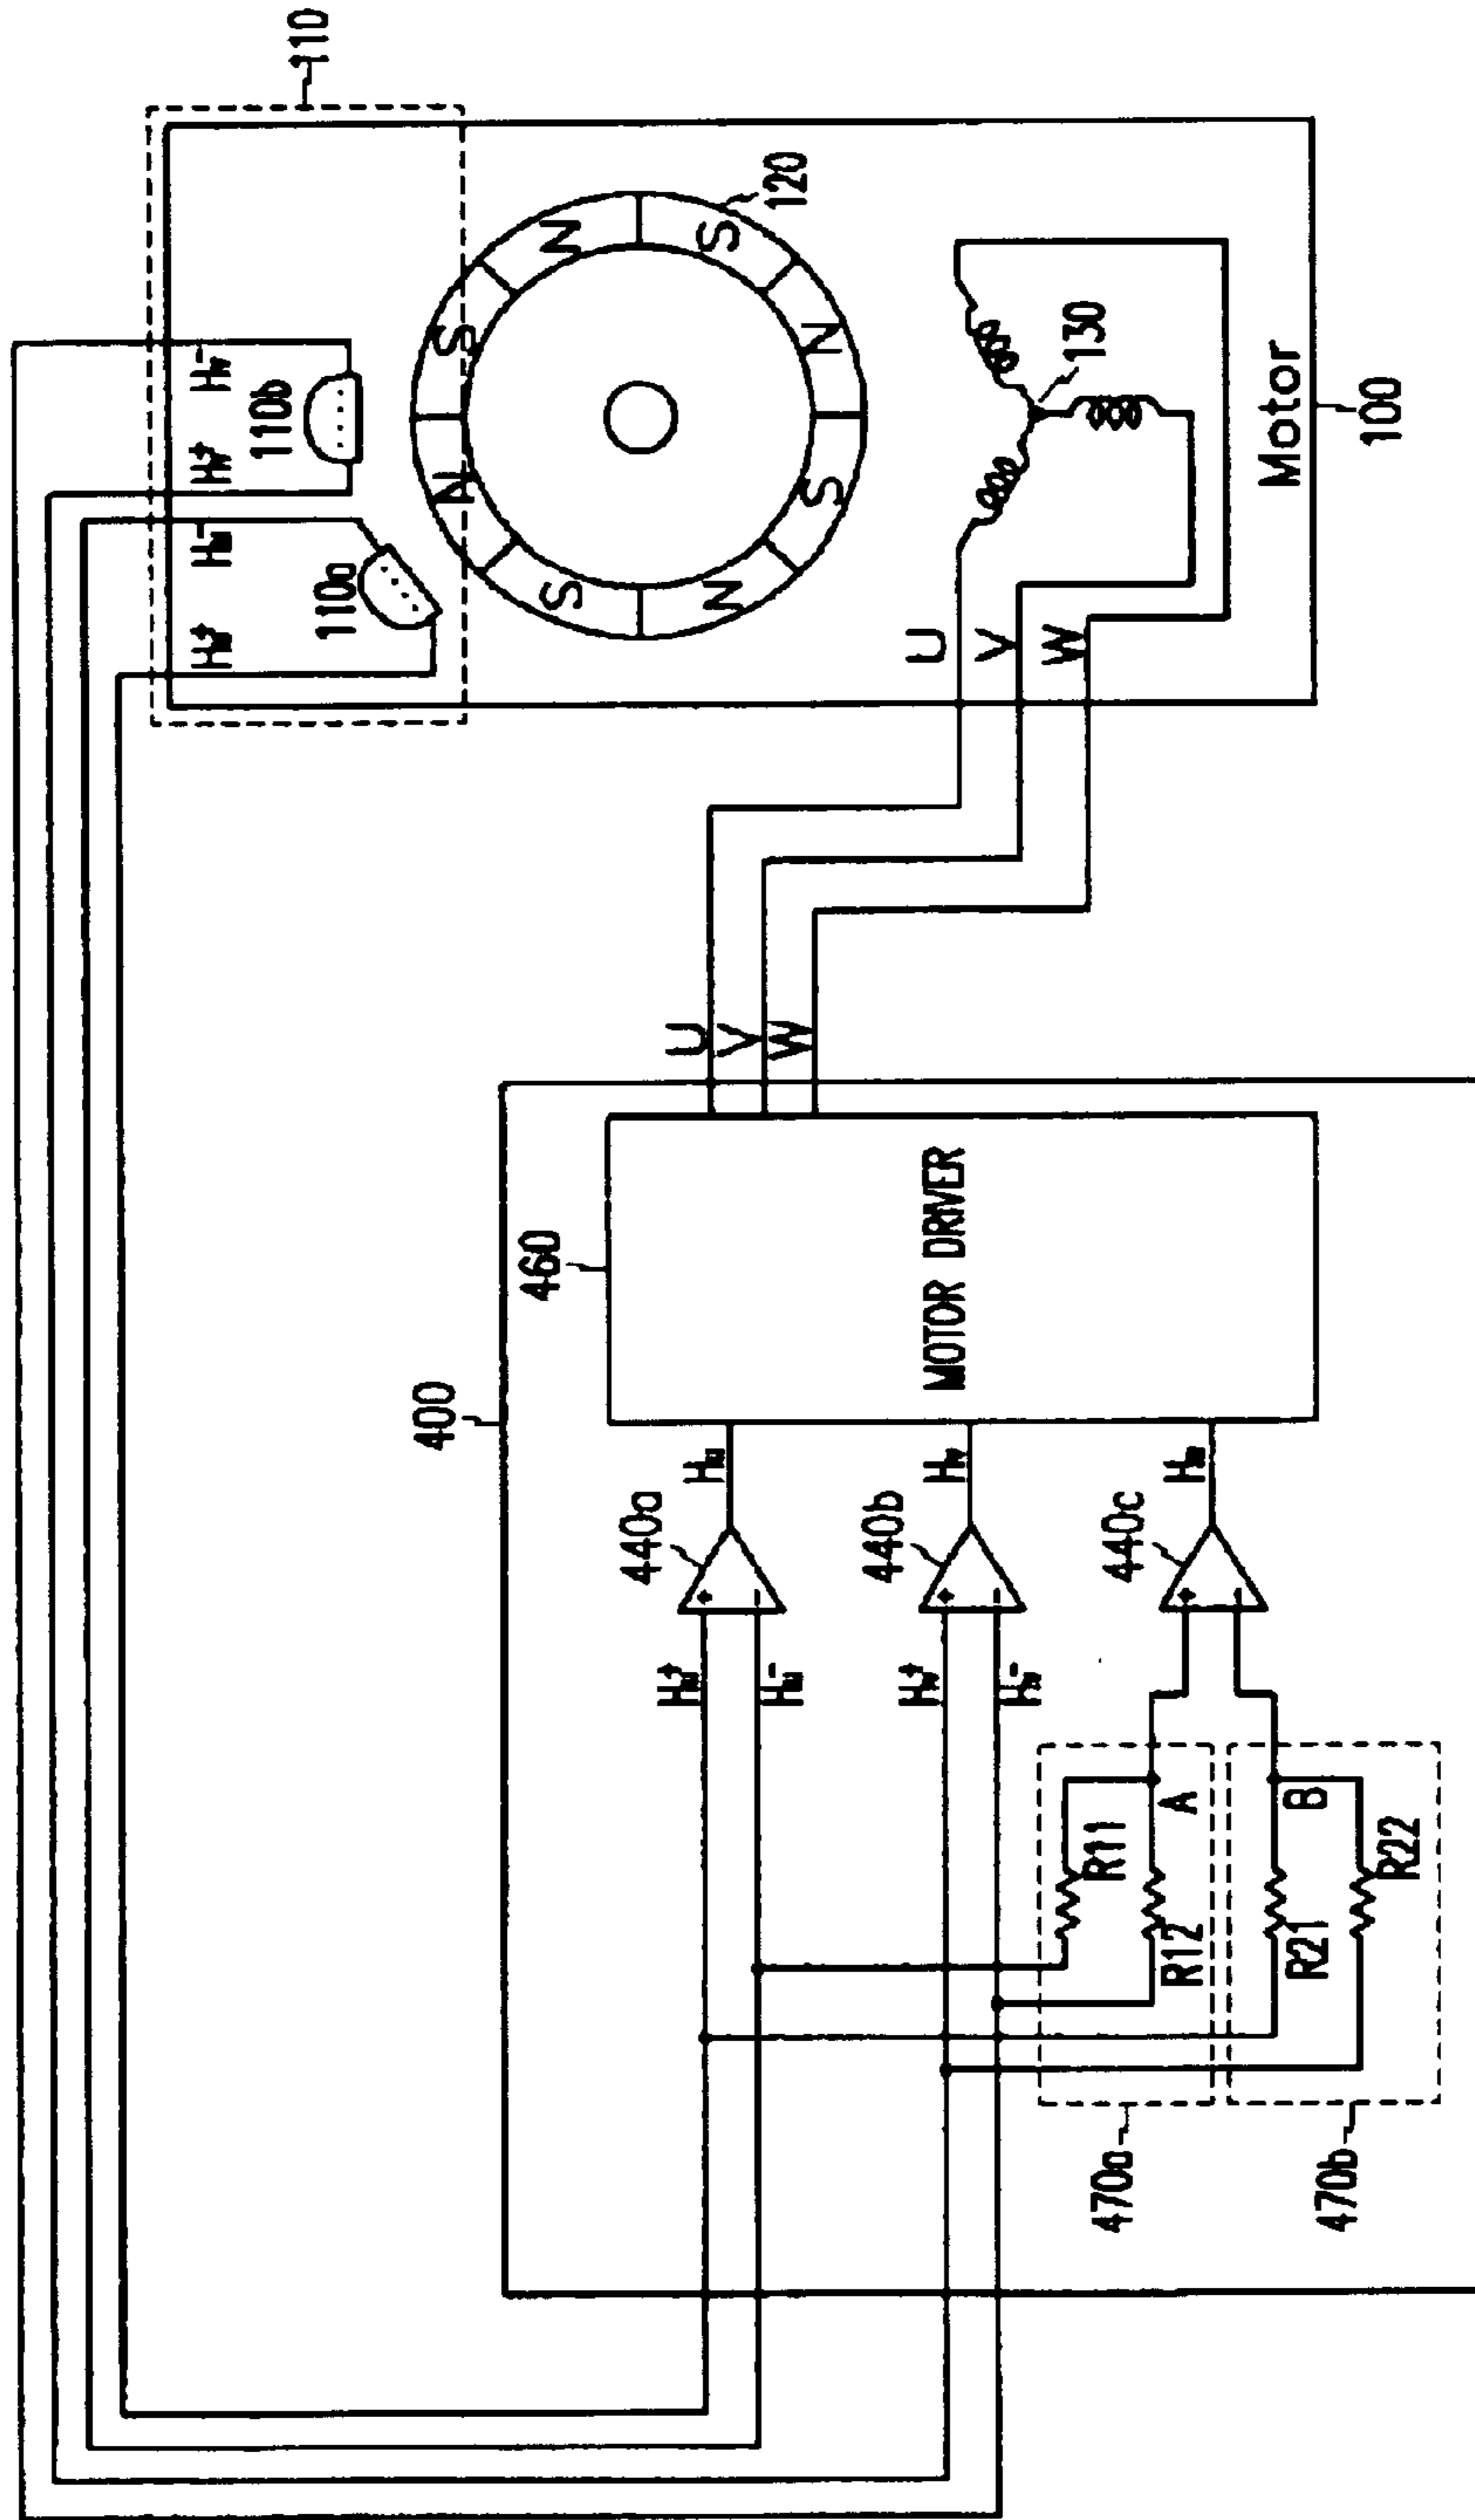 110
Hu+
Hu-
Hv+
Hv-
110a
110b
N
S
N
S
N
S
N
S
120
U
V
W
130
Motor
100
400
460
MOTOR DRIVER
U
V
W
440a
Hu+
Hu-
Hu
440b
Hv+
Hv-
Hv
440c
Hw
R11
A
R12
R21
B
R22
470a
470b